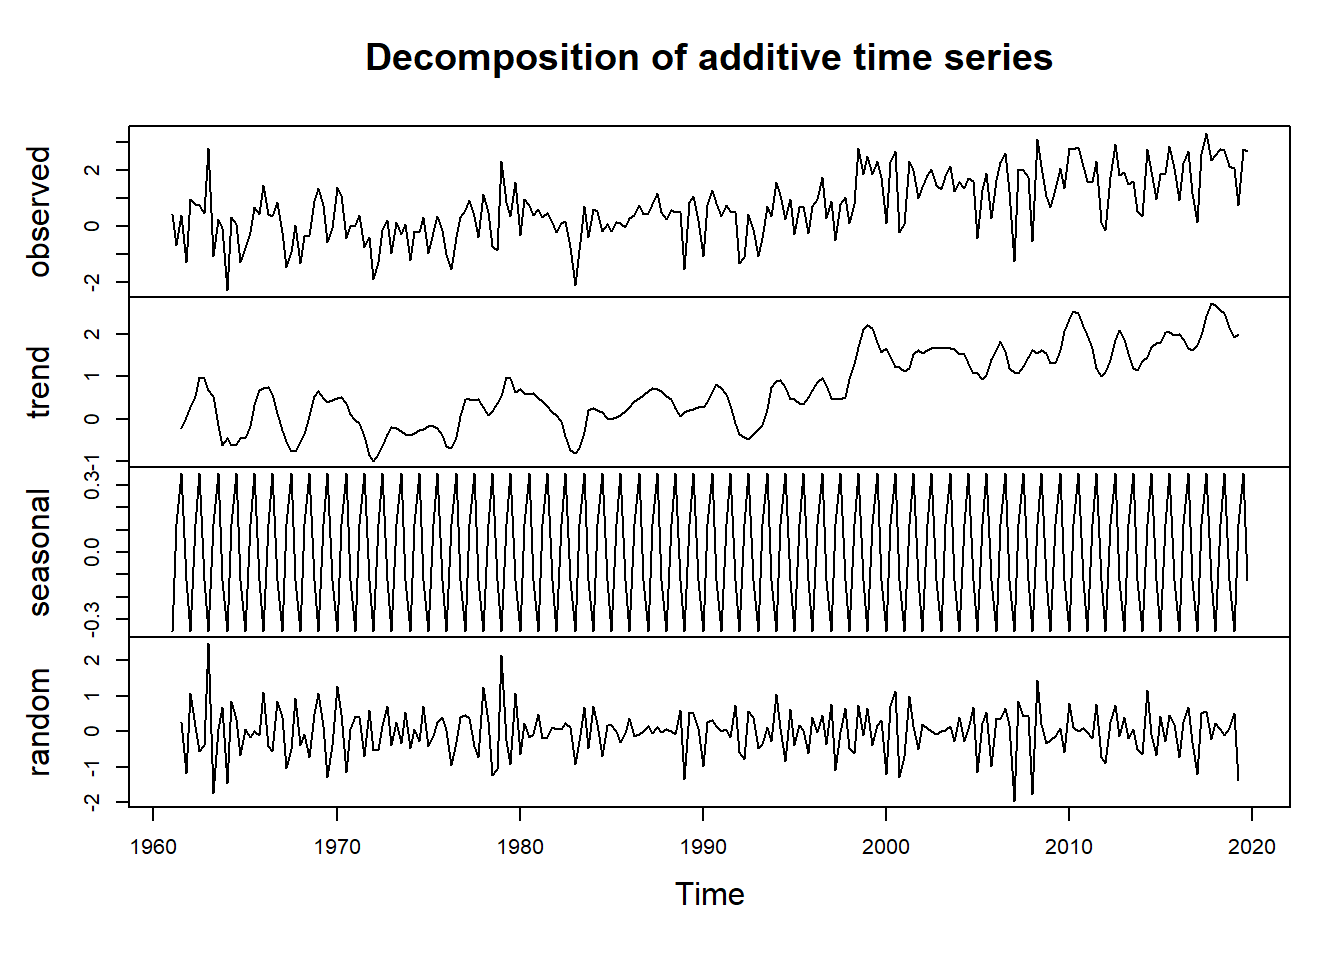 Decomposition of additive time series
observed
-2 0 2
trend
-1 0 1 2
seasonal
-0.3 0.0 0.3
random
-2 -1 0 1 2
1960 1970 1980 1990 2000 2010 2020
Time